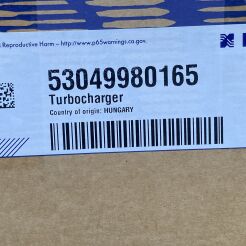 Reproductive Harm – http://www.p65warnings.ca.gov.
53049980165
Turbocharger
Country of origin: HUNGARY